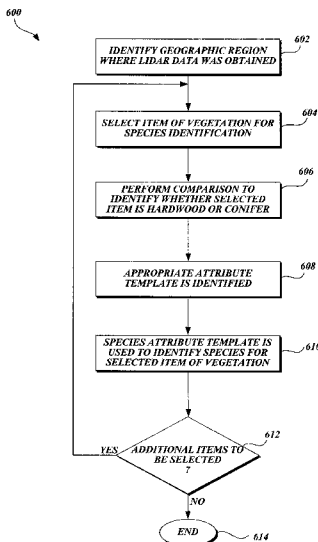 600
IDENTIFY GEOGRAPHIC REGION
WHERE LIDAR DATA WAS OBTAINED
602
SELECT ITEM OF VEGETATION FOR
SPECIES IDENTIFICATION
604
PERFORM COMPARISON TO
IDENTIFY WHETHER SELECTED
ITEM IS HARDWOOD OR CONIFER
606
APPROPRIATE ATTRIBUTE
TEMPLATE IS IDENTIFIED
608
SPECIES ATTRIBUTE TEMPLATE IS
USED TO IDENTIFY SPECIES FOR
SELECTED ITEM OF VEGETATION
610
612
YES
ADDITIONAL ITEMS TO
BE SELECTED
?
NO
END
614